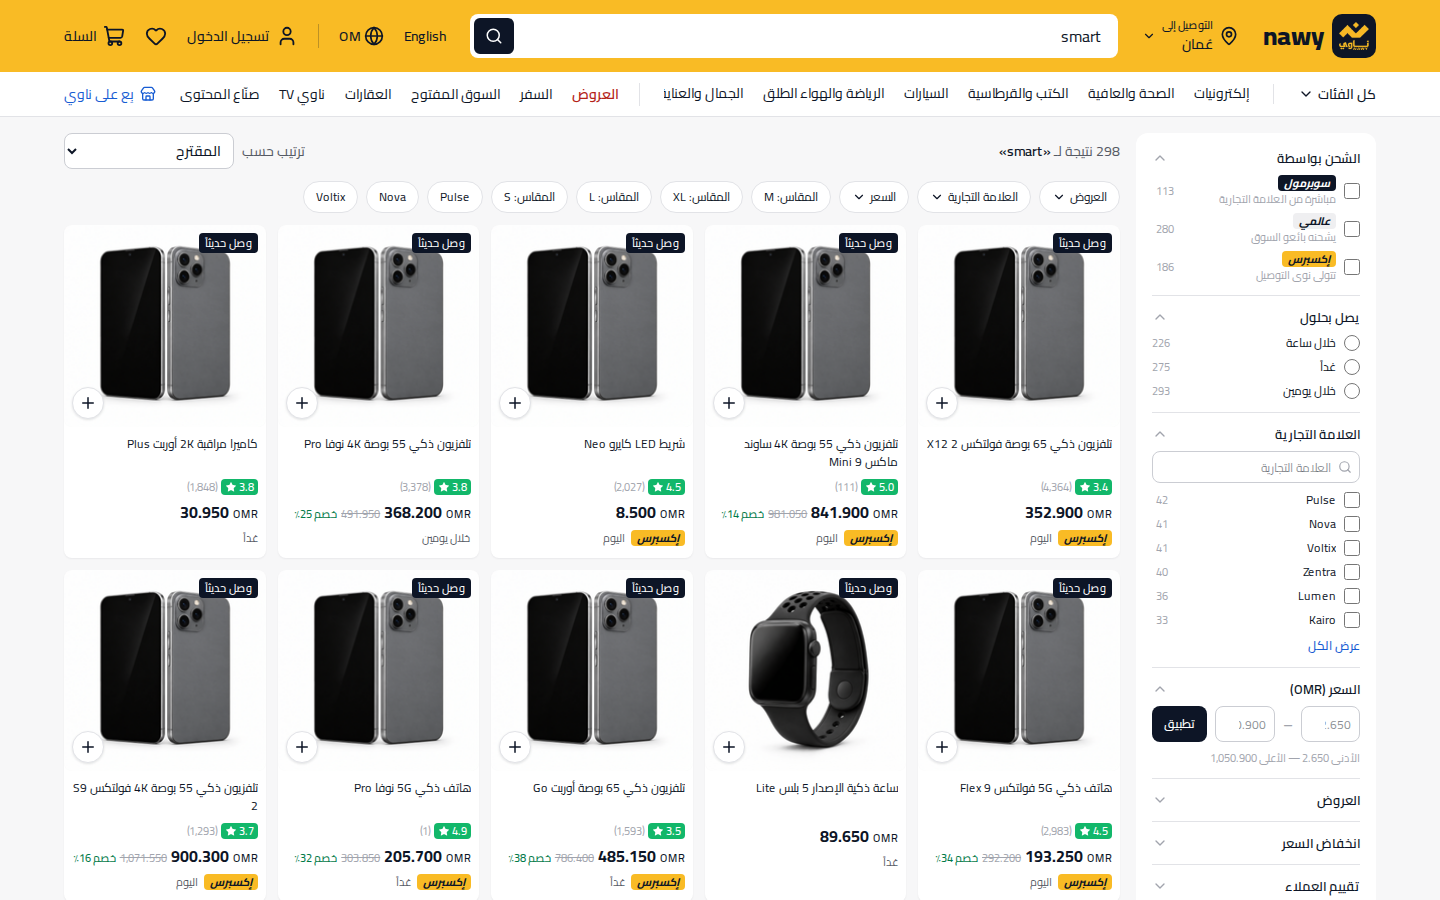 ناوي
nawy
التوصيل إلى
عُمان
smart
English
OM
تسجيل الدخول
السلة
كل الفئات
إلكترونيات
الصحة والعافية
الكتب والقرطاسية
السيارات
الرياضة والهواء الطلق
الجمال والعناية
العروض
السفر
السوق المفتوح
العقارات
ناوي TV
صنّاع المحتوى
بع على ناوي
298 نتيجة لـ «smart»
ترتيب حسب
المقترح
العروض
العلامة التجارية
السعر
المقاس: M
المقاس: XL
المقاس: L
المقاس: S
Pulse
Nova
Voltix
الشحن بواسطة
سوبرمول
مباشرة من العلامة التجارية
113
عالمي
يشحنه بائعو السوق
280
إكسبرس
تتولى نوي التوصيل
186
يصل بحلول
خلال ساعة
226
غداً
275
خلال يومين
293
العلامة التجارية
العلامة التجارية
Pulse
42
Nova
41
Voltix
41
Zentra
40
Lumen
36
Kairo
33
عرض الكل
السعر (OMR)
تطبيق
–
الأدنى 2.650 — الأعلى 1,050.900
العروض
انخفاض السعر
تقييم العملاء
وصل حديثاً
تلفزيون ذكي 65 بوصة فولتكس X12 2
3.4 (4,364)
OMR 352.900
إكسبرس اليوم
وصل حديثاً
تلفزيون ذكي 55 بوصة 4K ساوند
ماكس 9 Mini
5.0 (111)
OMR 841.900 981.050 خصم 14٪
إكسبرس اليوم
وصل حديثاً
شريط LED كايرو Neo
4.5 (2,027)
OMR 8.500
إكسبرس اليوم
وصل حديثاً
تلفزيون ذكي 55 بوصة 4K نوفا Pro
3.8 (3,378)
OMR 368.200 491.950 خصم 25٪
خلال يومين
وصل حديثاً
كاميرا مراقبة 2K أوربت Plus
3.8 (1,848)
OMR 30.950
غداً
وصل حديثاً
هاتف ذكي 5G فولتكس Flex 9
4.5 (2,983)
OMR 193.250 292.200 خصم 34٪
إكسبرس اليوم
وصل حديثاً
ساعة ذكية الإصدار 5 بلس Lite
OMR 89.650
غداً
وصل حديثاً
تلفزيون ذكي 65 بوصة أوربت Go
3.5 (1,593)
OMR 485.150 786.400 خصم 38٪
إكسبرس غداً
وصل حديثاً
هاتف ذكي 5G نوفا Pro
4.9 (1)
OMR 205.700 303.850 خصم 32٪
إكسبرس غداً
وصل حديثاً
تلفزيون ذكي 55 بوصة 4K فولتكس S9
2
3.7 (1,293)
OMR 900.300 1,071.550 خصم 16٪
إكسبرس اليوم